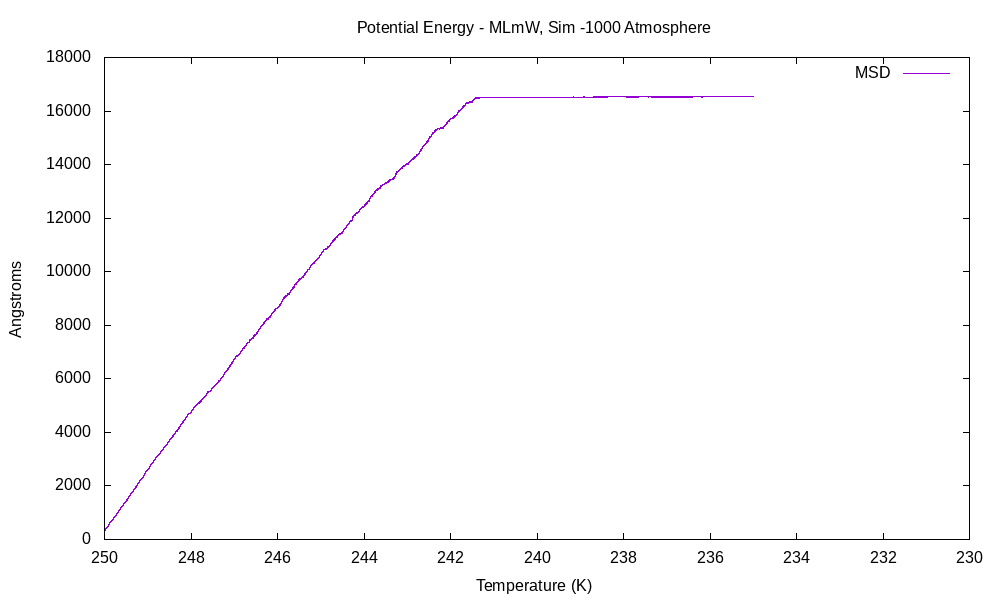 Potential Energy - MLmW, Sim -1000 Atmosphere
MSD
18000
16000
14000
12000
10000
8000
6000
4000
2000
0
Angstroms
250 248 246 244 242 240 238 236 234 232 230
Temperature (K)